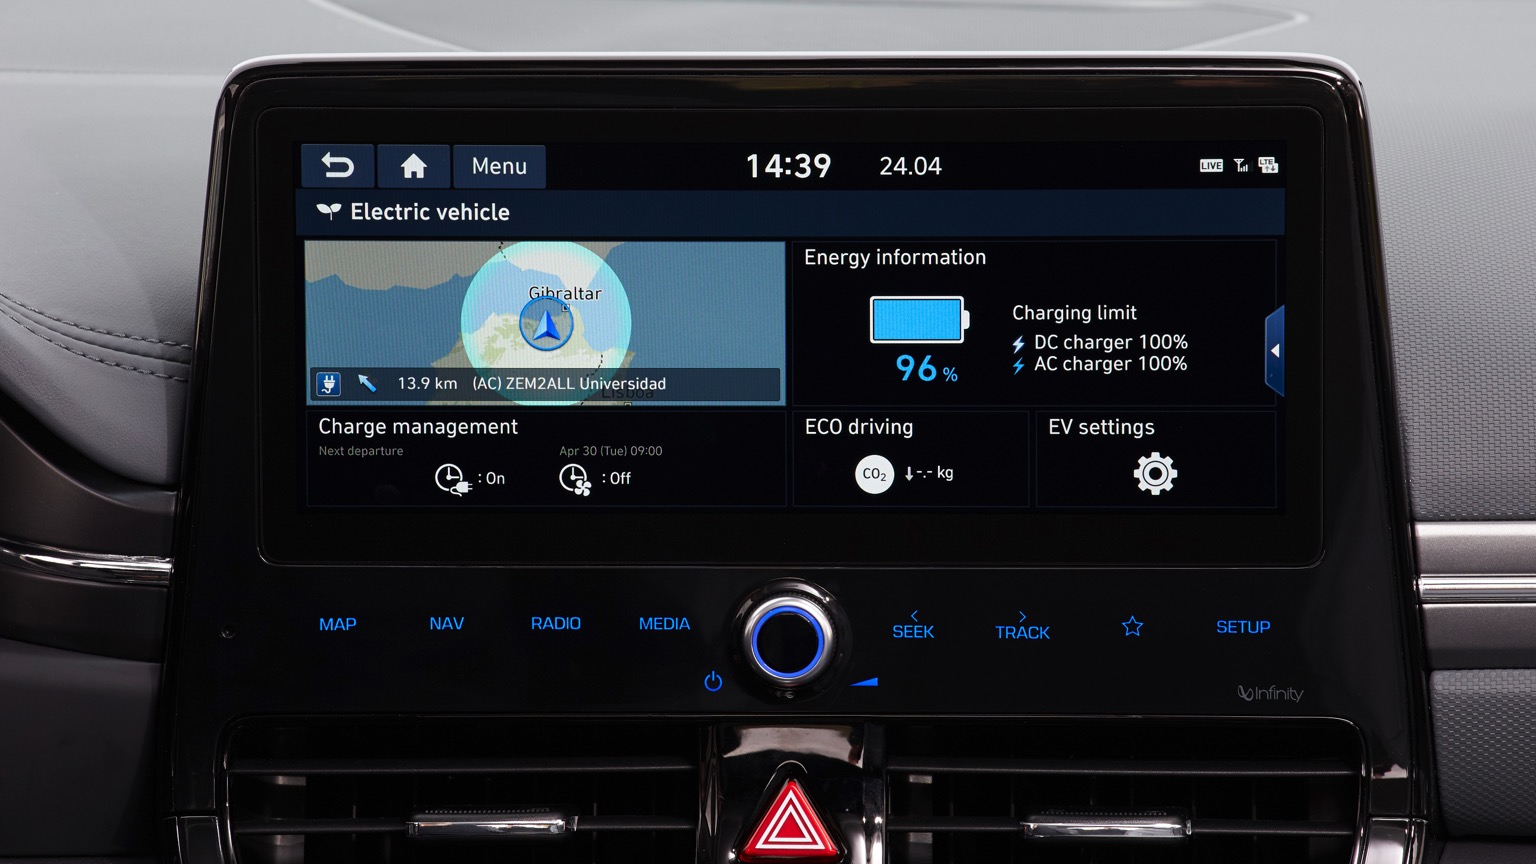 Menu
14:39
24.04
LIVE
LTE
Electric vehicle
Gibraltar
13.9 km (AC) ZEM2ALL Universidad
Lisboa
Energy information
96 %
Charging limit
DC charger 100%
AC charger 100%
Charge management
Next departure
Apr 30 (Tue) 09:00
: On
: Off
ECO driving
CO₂
-.- kg
EV settings
MAP
NAV
RADIO
MEDIA
SEEK
TRACK
SETUP
Infinity